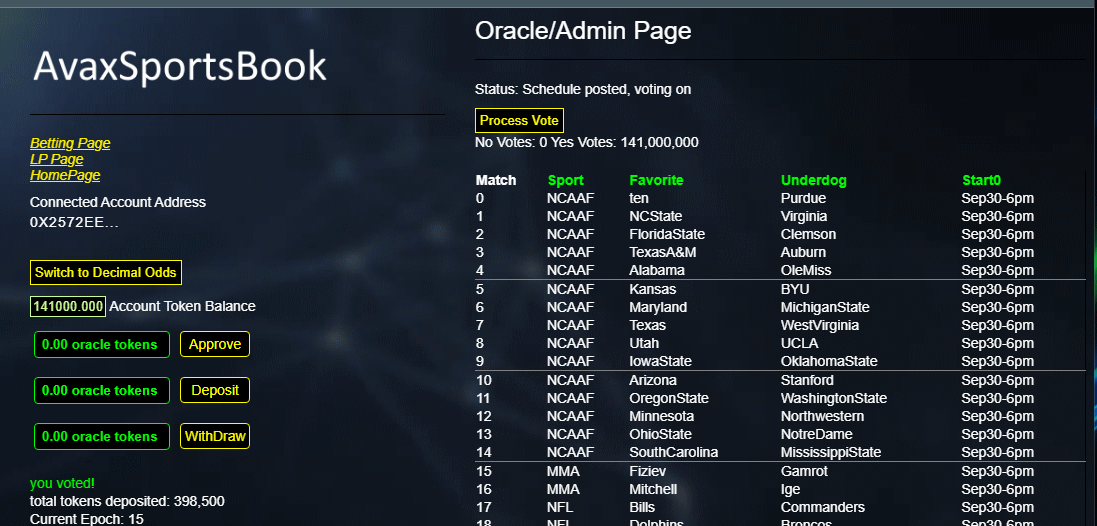 AvaxSportsBook
Betting Page
LP Page
HomePage
Connected Account Address
0X2572EE...
Switch to Decimal Odds
141000.000 Account Token Balance
0.00 oracle tokens Approve
0.00 oracle tokens Deposit
0.00 oracle tokens WithDraw
you voted!
total tokens deposited: 398,500
Current Epoch: 15
Oracle/Admin Page
Status: Schedule posted, voting on
Process Vote
No Votes: 0 Yes Votes: 141,000,000
Match Sport Favorite Underdog Start0
0 NCAAF ten Purdue Sep30-6pm
1 NCAAF NCState Virginia Sep30-6pm
2 NCAAF FloridaState Clemson Sep30-6pm
3 NCAAF TexasA&M Auburn Sep30-6pm
4 NCAAF Alabama OleMiss Sep30-6pm
5 NCAAF Kansas BYU Sep30-6pm
6 NCAAF Maryland MichiganState Sep30-6pm
7 NCAAF Texas WestVirginia Sep30-6pm
8 NCAAF Utah UCLA Sep30-6pm
9 NCAAF IowaState OklahomaState Sep30-6pm
10 NCAAF Arizona Stanford Sep30-6pm
11 NCAAF OregonState WashingtonState Sep30-6pm
12 NCAAF Minnesota Northwestern Sep30-6pm
13 NCAAF OhioState NotreDame Sep30-6pm
14 NCAAF SouthCarolina MississippiState Sep30-6pm
15 MMA Fiziev Gamrot Sep30-6pm
16 MMA Mitchell Ige Sep30-6pm
17 NFL Bills Commanders Sep30-6pm
18 NFL Dolphins Broncos Sep30-6pm